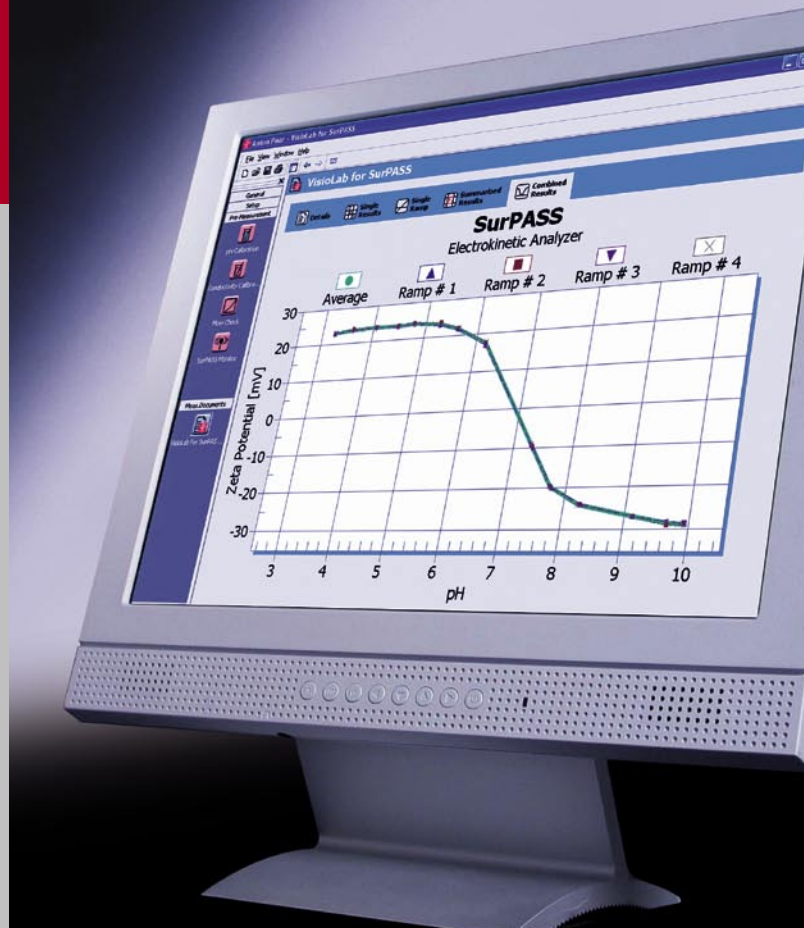 Anton Paar - VisioLab for SurPASS
File View Window Help
VisioLab for SurPASS
General
Setup
Pre-Measurement
pH-Calibration
Conductivity Calibra...
Flow Check
SurPASS Monitor
Meas.Documents
VisioLab for SurPAS...
Details
Single Results
Single Ramp
Summarized Results
Combined Results
SurPASS
Electrokinetic Analyzer
Average
Ramp # 1
Ramp # 2
Ramp # 3
Ramp # 4
Zeta Potential [mV]
30
20
10
0
-10
-20
-30
3 4 5 6 7 8 9 10
pH